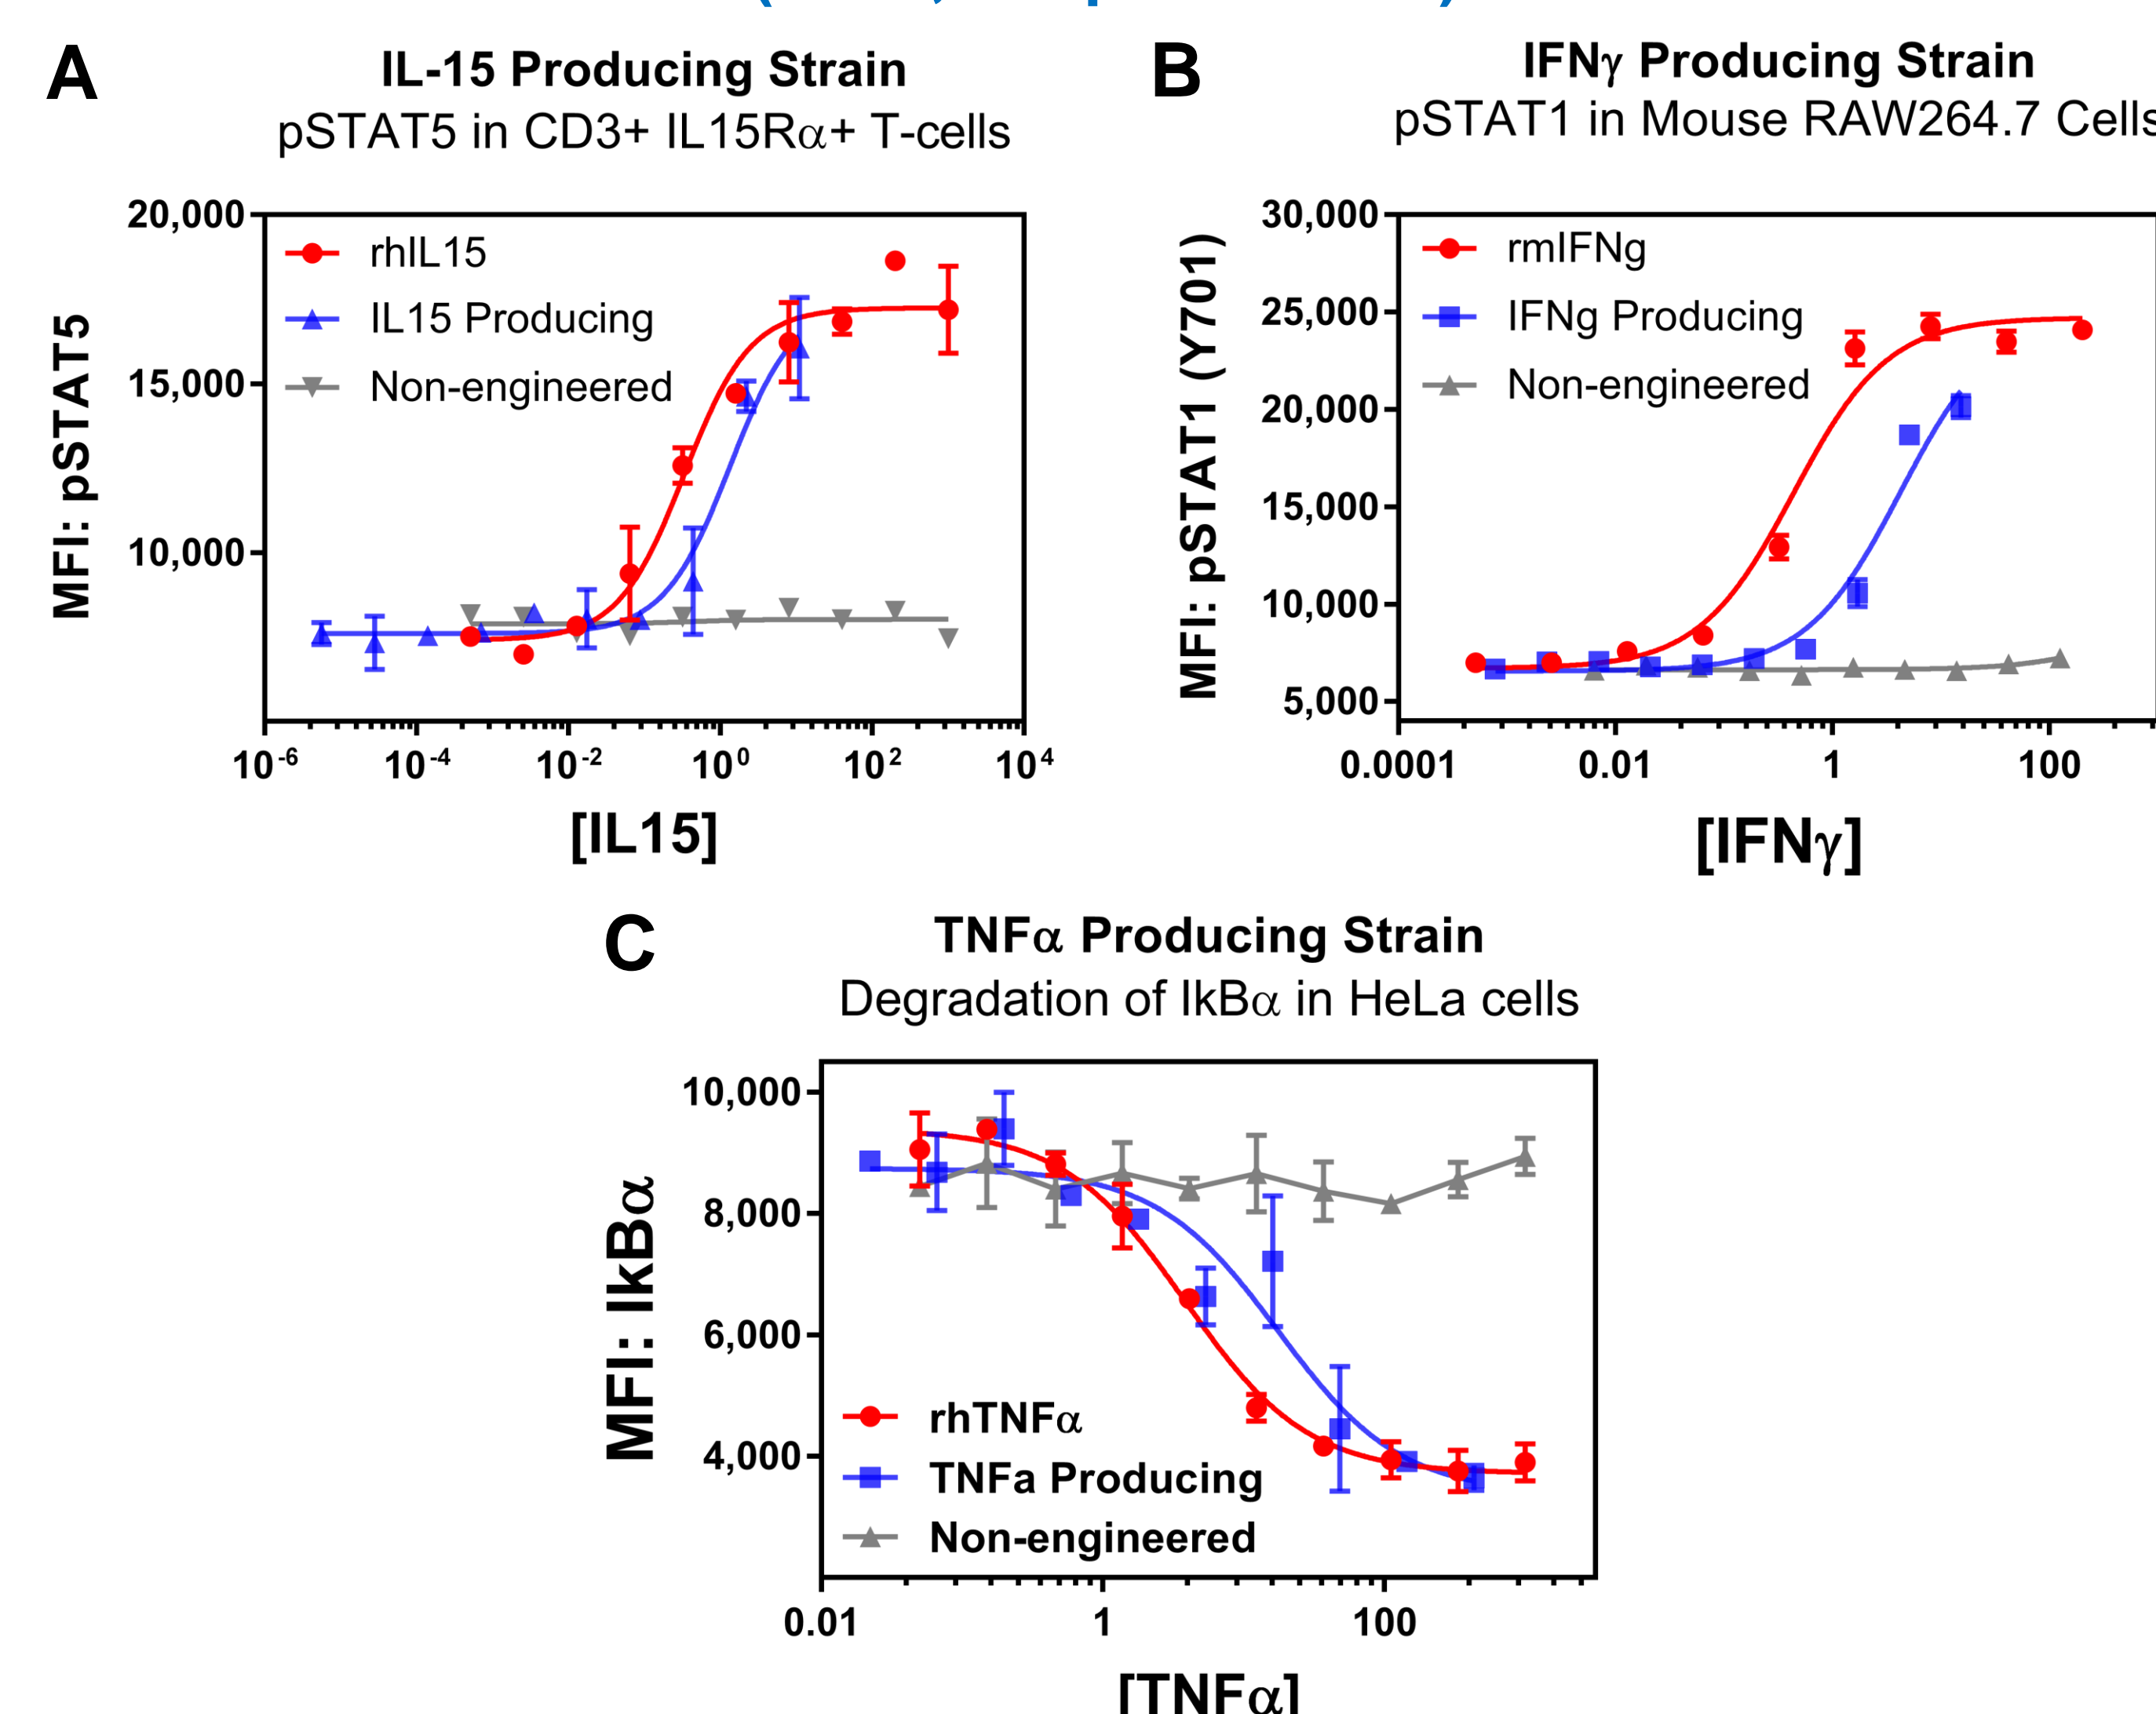 A
IL-15 Producing Strain
pSTAT5 in CD3+ IL15Rα+ T-cells
MFI: pSTAT5
20,000
15,000
10,000
rhIL15
IL15 Producing
Non-engineered
10-6
10-4
10-2
100
102
104
[IL15]
B
IFNγ Producing Strain
pSTAT1 in Mouse RAW264.7 Cells
MFI: pSTAT1 (Y701)
30,000
25,000
20,000
15,000
10,000
5,000
rmIFNg
IFNg Producing
Non-engineered
0.0001
0.01
1
100
[IFNγ]
C
TNFα Producing Strain
Degradation of IkBα in HeLa cells
MFI: IkBα
10,000
8,000
6,000
4,000
rhTNFα
TNFa Producing
Non-engineered
0.01
1
100
[TNFα]